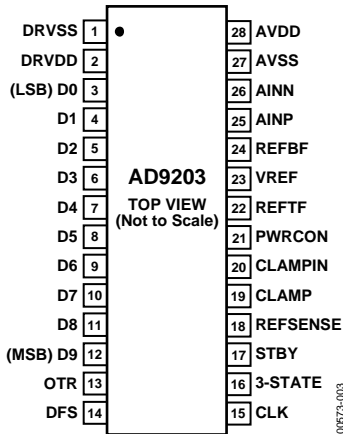 DRVSS 1 28 AVDD
DRVDD 2 27 AVSS
(LSB) D0 3 26 AINN
D1 4 25 AINP
D2 5 24 REFBF
D3 6 AD9203 23 VREF
D4 7 TOP VIEW 22 REFTF
D5 8 (Not to Scale) 21 PWRCON
D6 9 20 CLAMPIN
D7 10 19 CLAMP
D8 11 18 REFSENSE
(MSB) D9 12 17 STBY
OTR 13 16 3-STATE
DFS 14 15 CLK
00573-003